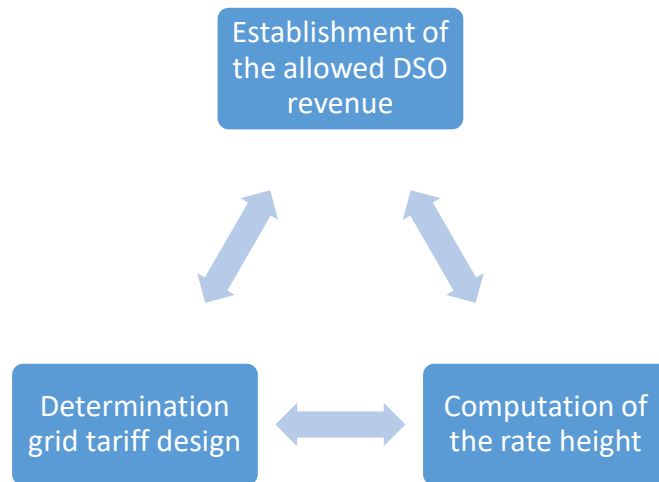 Establishment of
the allowed DSO
revenue
Determination
grid tariff design
Computation of
the rate height